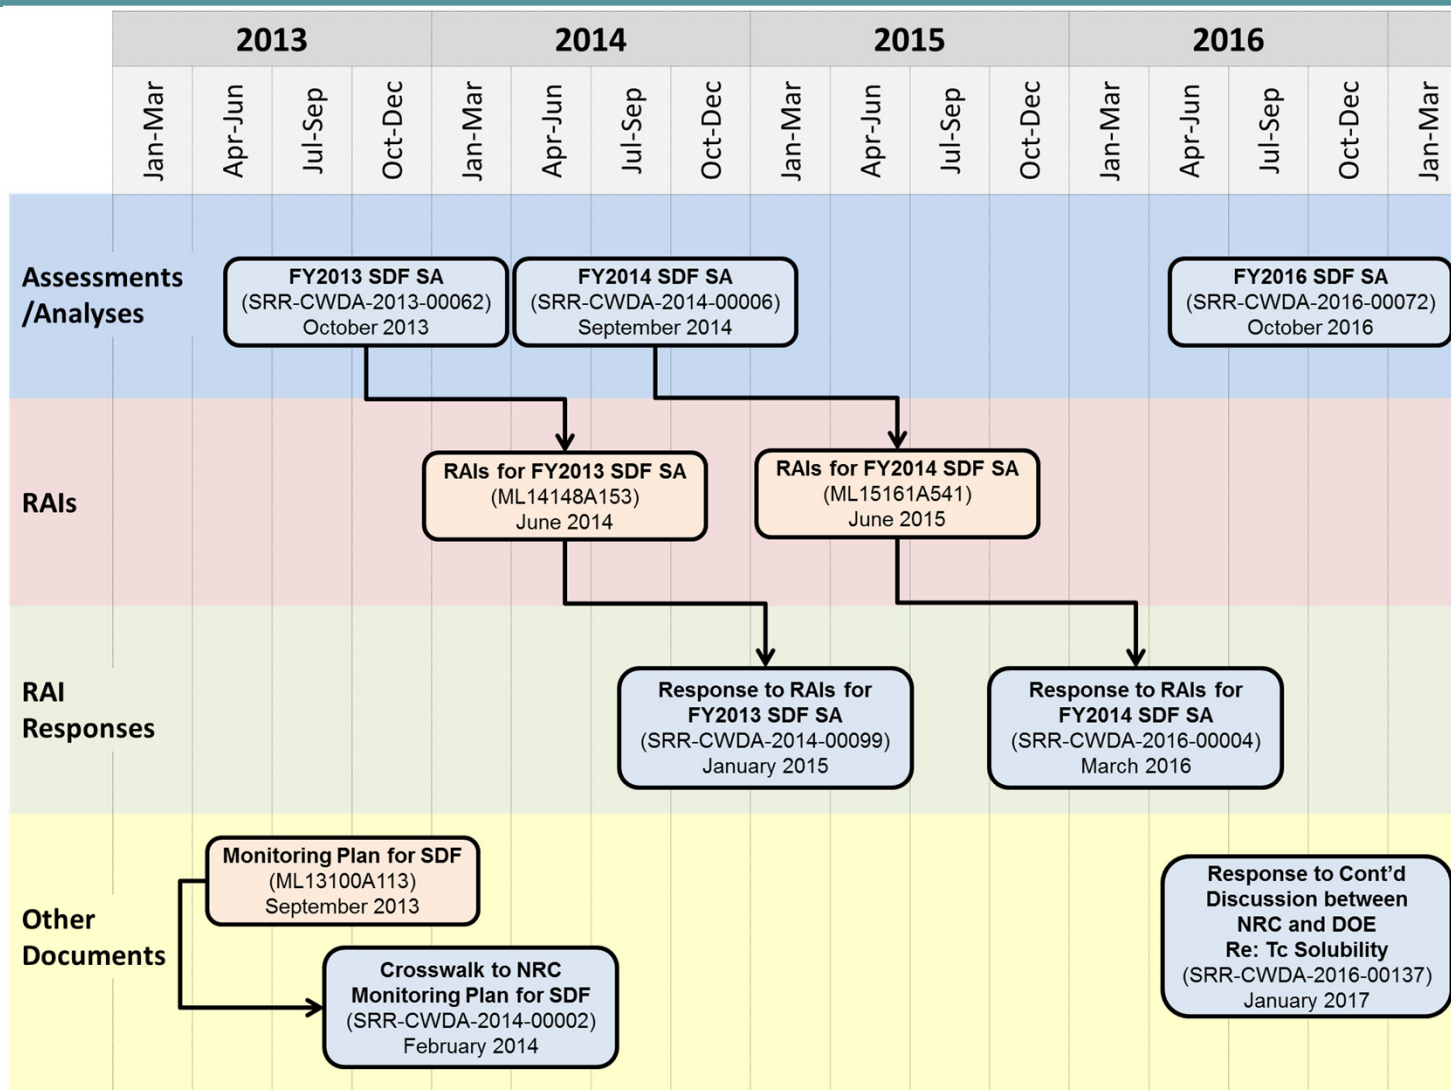 2013
2014
2015
2016
Jan-Mar
Apr-Jun
Jul-Sep
Oct-Dec
Jan-Mar
Apr-Jun
Jul-Sep
Oct-Dec
Jan-Mar
Apr-Jun
Jul-Sep
Oct-Dec
Jan-Mar
Apr-Jun
Jul-Sep
Oct-Dec
Jan-Mar
Assessments
/Analyses
FY2013 SDF SA
(SRR-CWDA-2013-00062)
October 2013
FY2014 SDF SA
(SRR-CWDA-2014-00006)
September 2014
FY2016 SDF SA
(SRR-CWDA-2016-00072)
October 2016
RAIs
RAIs for FY2013 SDF SA
(ML14148A153)
June 2014
RAIs for FY2014 SDF SA
(ML15161A541)
June 2015
RAI
Responses
Response to RAIs for
FY2013 SDF SA
(SRR-CWDA-2014-00099)
January 2015
Response to RAIs for
FY2014 SDF SA
(SRR-CWDA-2016-00004)
March 2016
Other
Documents
Monitoring Plan for SDF
(ML13100A113)
September 2013
Crosswalk to NRC
Monitoring Plan for SDF
(SRR-CWDA-2014-00002)
February 2014
Response to Cont’d
Discussion between
NRC and DOE
Re: Tc Solubility
(SRR-CWDA-2016-00137)
January 2017